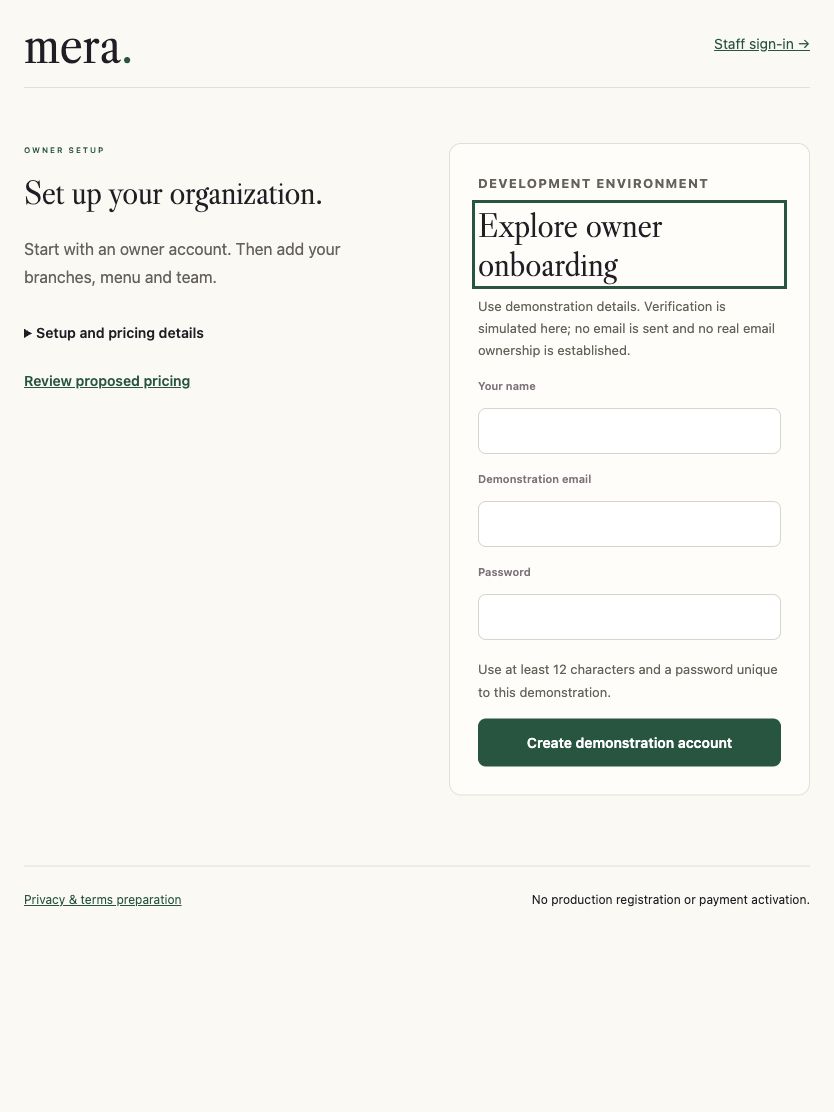 mera.
Staff sign-in →
OWNER SETUP
Set up your organization.
Start with an owner account. Then add your
branches, menu and team.
▶ Setup and pricing details
Review proposed pricing
DEVELOPMENT ENVIRONMENT
Explore owner
onboarding
Use demonstration details. Verification is
simulated here; no email is sent and no real email
ownership is established.
Your name
Demonstration email
Password
Use at least 12 characters and a password unique
to this demonstration.
Create demonstration account
Privacy & terms preparation
No production registration or payment activation.